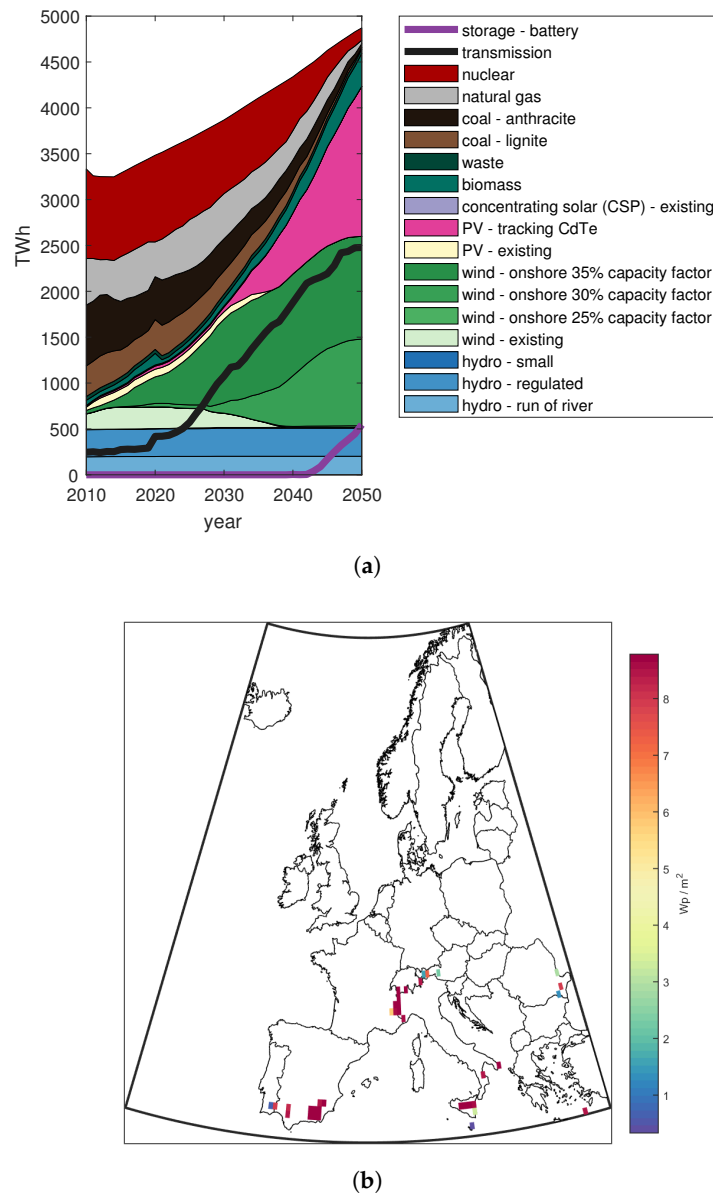 5000
4500
4000
3500
3000
2500
2000
1500
1000
500
0
TWh
2010 2020 2030 2040 2050
year
storage - battery
transmission
nuclear
natural gas
coal - anthracite
coal - lignite
waste
biomass
concentrating solar (CSP) - existing
PV - tracking CdTe
PV - existing
wind - onshore 35% capacity factor
wind - onshore 30% capacity factor
wind - onshore 25% capacity factor
wind - existing
hydro - small
hydro - regulated
hydro - run of river
(a)
8
7
6
5
4
3
2
1
Wp / m²
(b)